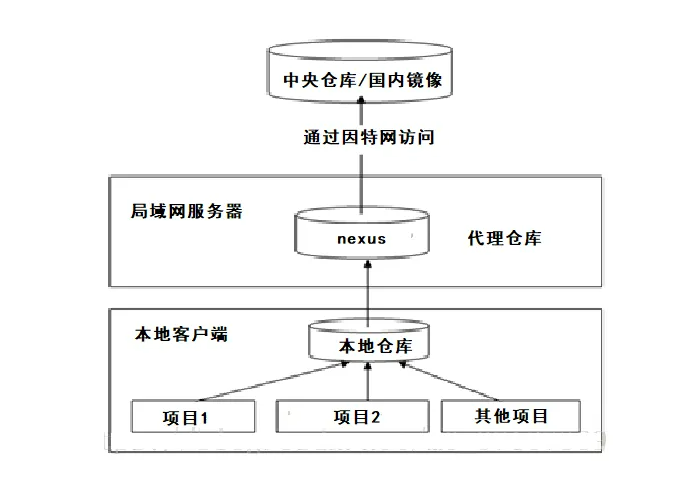 中央仓库/国内镜像
通过因特网访问
局域网服务器
nexus
代理仓库
本地客户端
本地仓库
项目1
项目2
其他项目